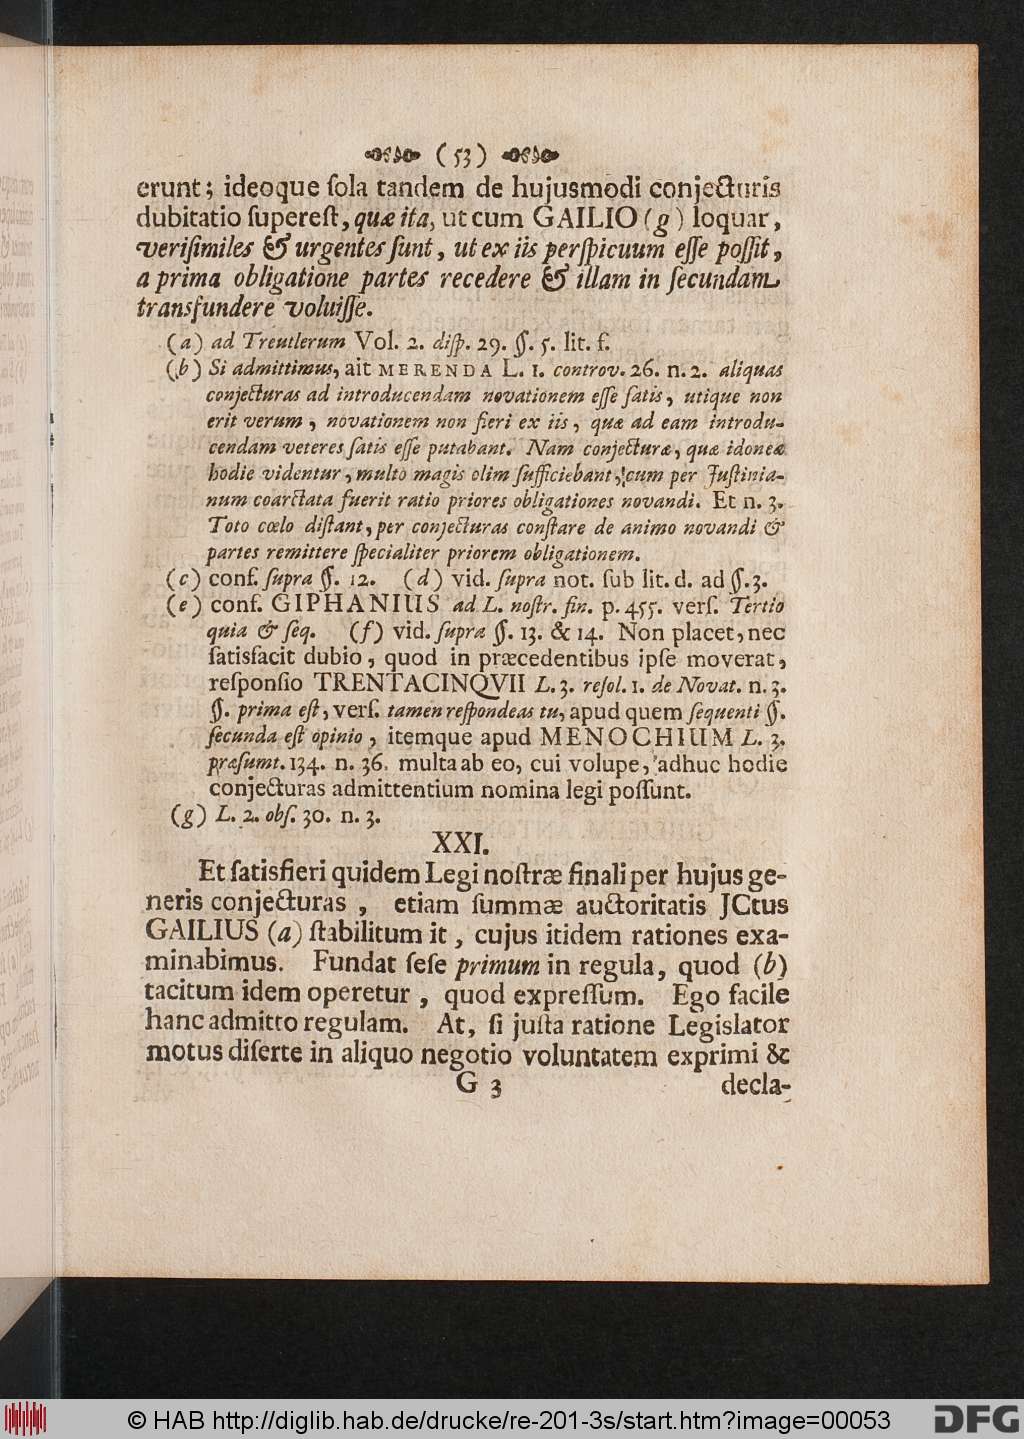 (53)
erunt; ideoque ſola tandem de hujusmodi conjecturis
dubitatio ſupereſt, quæ ita, ut cum GAILIO (g) loquar,
veriſimiles & urgentes ſunt, ut ex iis perſpicuum eſſe poſſit,
a prima obligatione partes recedere & illam in ſecundam
transfundere voluiſſe.
(a) ad Treutlerum Vol. 2. diſp. 29. §. 5. lit. f.
(b) Si admittimus, ait MERENDA L. 1. controv. 26. n. 2. aliquas
conjecturas ad introducendam novationem eſſe ſatis, utique non
erit verum, novationem non fieri ex iis, quæ ad eam introdu-
cendam veteres ſatis eſſe putabant. Nam conjecturæ, quæ idoneæ
hodie videntur, multo magis olim ſufficiebant, cum per Juſtinia-
num coarctata fuerit ratio priores obligationes novandi. Et n. 3.
Toto cœlo diſtant, per conjecturas conſtare de animo novandi &
partes remittere ſpecialiter priorem obligationem.
(c) conf. ſupra §. 12. (d) vid. ſupra not. ſub lit. d. ad §. 3.
(e) conf. GIPHANIUS ad L. noſtr. fin. p. 455. verſ. Tertio
quia & ſeq. (f) vid. ſupra §. 13. & 14. Non placet, nec
ſatisfacit dubio, quod in præcedentibus ipſe moverat,
reſponſio TRENTACINQVII L. 3. reſol. 1. de Novat. n. 3.
§. prima eſt, verſ. tamen reſpondeas tu, apud quem ſequenti §.
ſecunda eſt opinio, itemque apud MENOCHIUM L. 3.
præſumt. 134. n. 36. multa ab eo, cui volupe, adhuc hodie
conjecturas admittentium nomina legi poſſunt.
(g) L. 2. obſ. 30. n. 3.
XXI.
Et ſatisfieri quidem Legi noſtræ finali per hujus ge-
neris conjecturas, etiam ſummæ auctoritatis JCtus
GAILIUS (a) ſtabilitum it, cujus itidem rationes exa-
minabimus. Fundat ſeſe primum in regula, quod (b)
tacitum idem operetur, quod expreſſum. Ego facile
hanc admitto regulam. At, ſi juſta ratione Legislator
motus diſerte in aliquo negotio voluntatem exprimi &
G 3 decla-
© HAB http://diglib.hab.de/drucke/re-201-3s/start.htm?image=00053 DFG